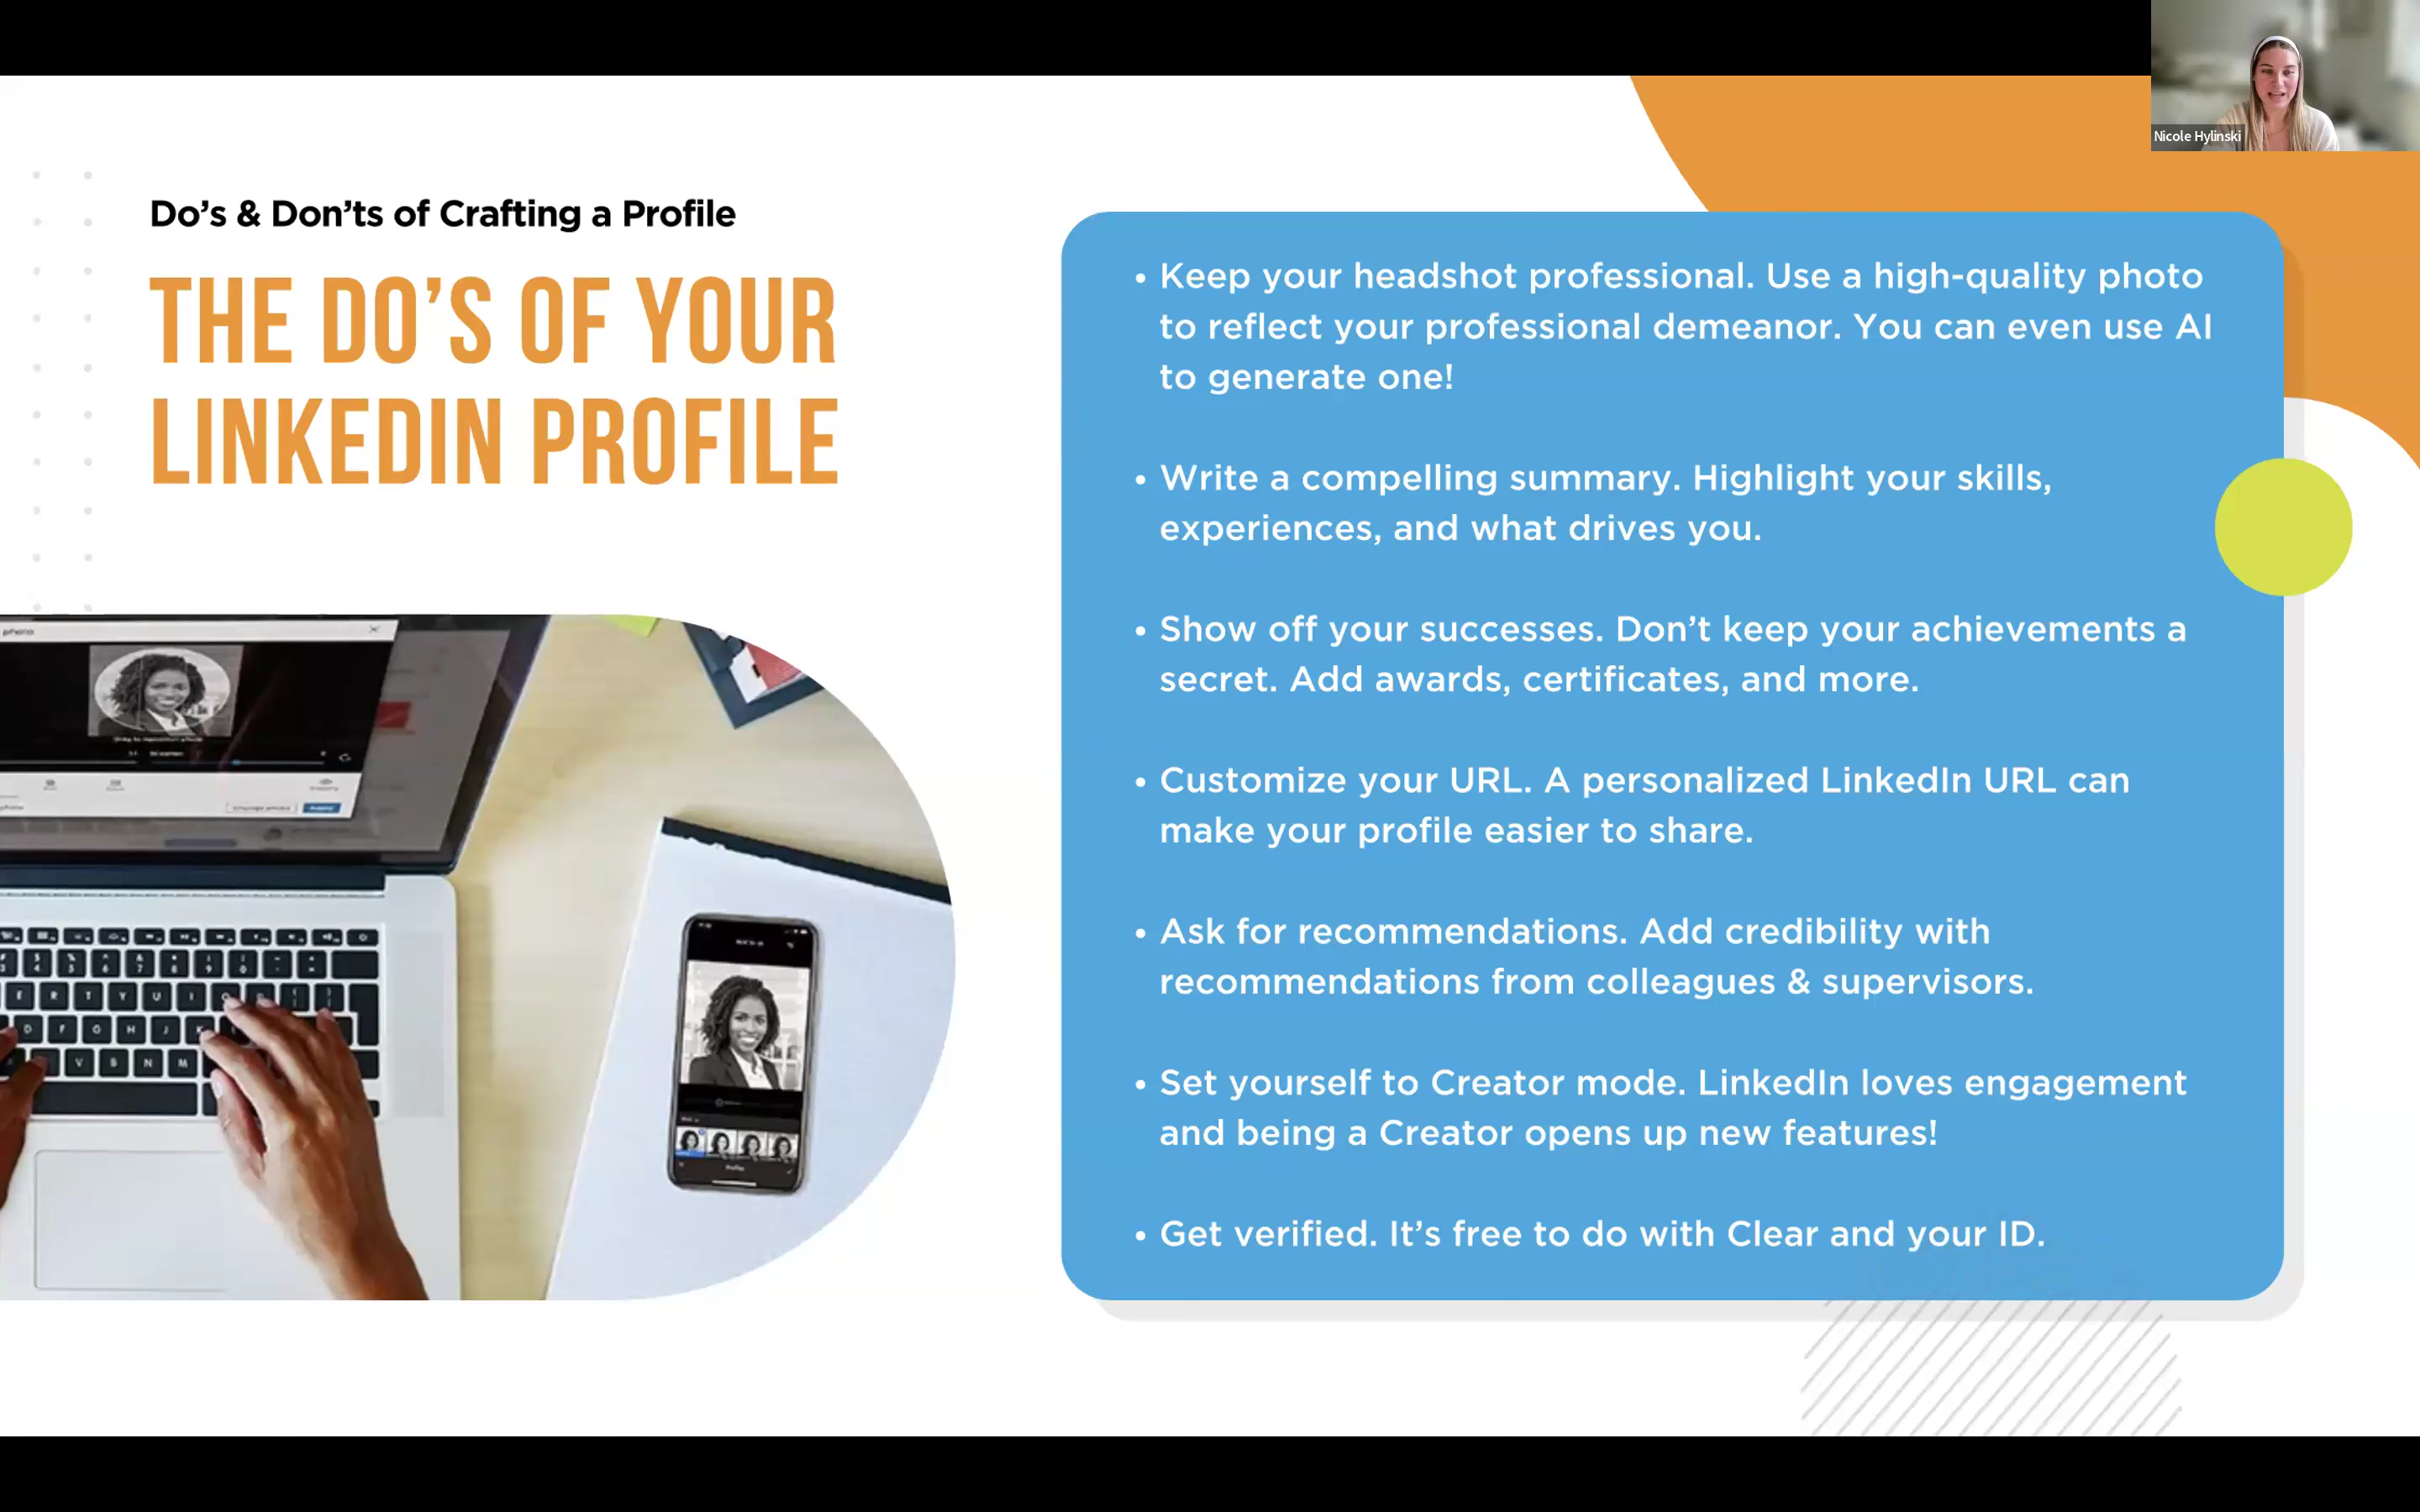 Nicole Hylinski
Do’s & Don’ts of Crafting a Profile
THE DO’S OF YOUR
LINKEDIN PROFILE
• Keep your headshot professional. Use a high-quality photo
to reflect your professional demeanor. You can even use AI
to generate one!
• Write a compelling summary. Highlight your skills,
experiences, and what drives you.
• Show off your successes. Don’t keep your achievements a
secret. Add awards, certificates, and more.
• Customize your URL. A personalized LinkedIn URL can
make your profile easier to share.
• Ask for recommendations. Add credibility with
recommendations from colleagues & supervisors.
• Set yourself to Creator mode. LinkedIn loves engagement
and being a Creator opens up new features!
• Get verified. It’s free to do with Clear and your ID.